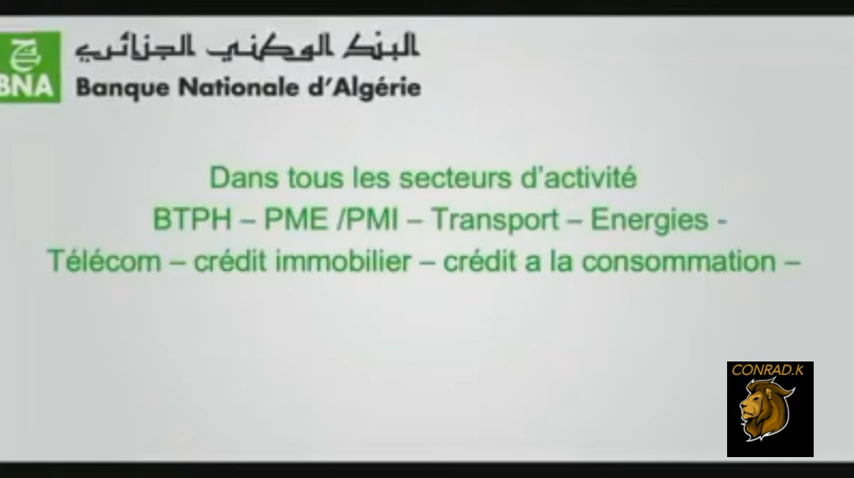 البنك الوطني الجزائري
BNA
Banque Nationale d'Algérie
Dans tous les secteurs d'activité
BTPH – PME /PMI – Transport – Energies -
Télécom – crédit immobilier – crédit a la consommation –
CONRAD.K